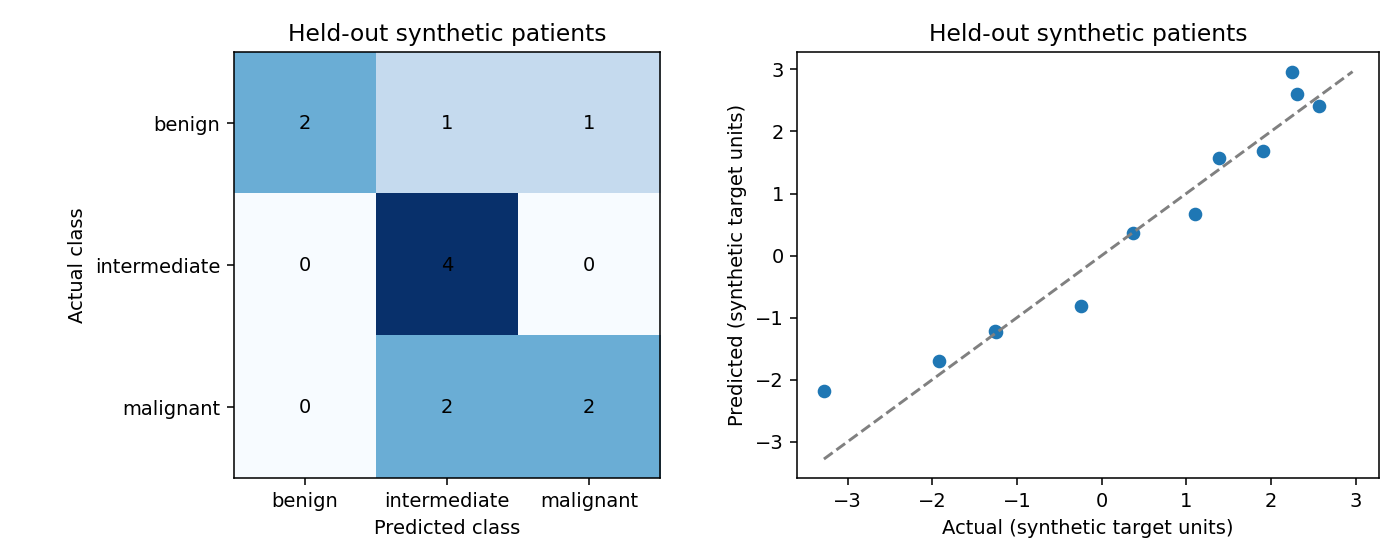 Held-out synthetic patients
Actual class
benign
2 1 1
intermediate
0 4 0
malignant
0 2 2
benign intermediate malignant
Predicted class
Held-out synthetic patients
Predicted (synthetic target units)
3
2
1
0
−1
−2
−3
−3 −2 −1 0 1 2 3
Actual (synthetic target units)